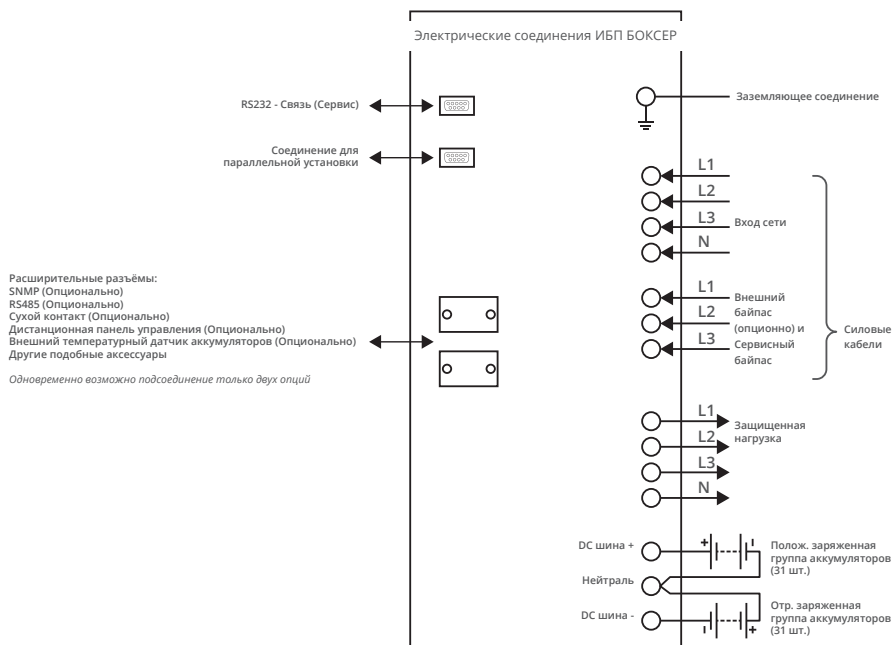 Электрические соединения ИБП БОКСЕР
RS232 - Связь (Сервис)
Соединение для
параллельной установки
Расширительные разъёмы:
SNMP (Опционально)
RS485 (Опционально)
Сухой контакт (Опционально)
Дистанционная панель управления (Опционально)
Внешний температурный датчик аккумуляторов (Опционально)
Другие подобные аксессуары
Одновременно возможно подсоединение только двух опций
Заземляющее соединение
L1
L2
L3
N
Вход сети
L1
L2
L3
Внешний
байпас
(опционно) и
Сервисный
байпас
Силовые
кабели
L1
L2
L3
N
Защищенная
нагрузка
DC шина +
Нейтраль
DC шина -
+
-
Полож. заряженная
группа аккумуляторов
(31 шт.)
-
+
Отр. заряженная
группа аккумуляторов
(31 шт.)